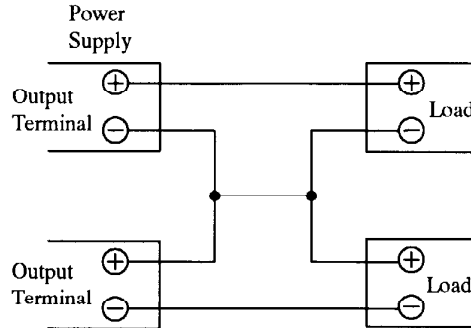 Power
Supply
+
+
Output
Terminal
Load
−
−
+
+
Output
Terminal
Load
−
−